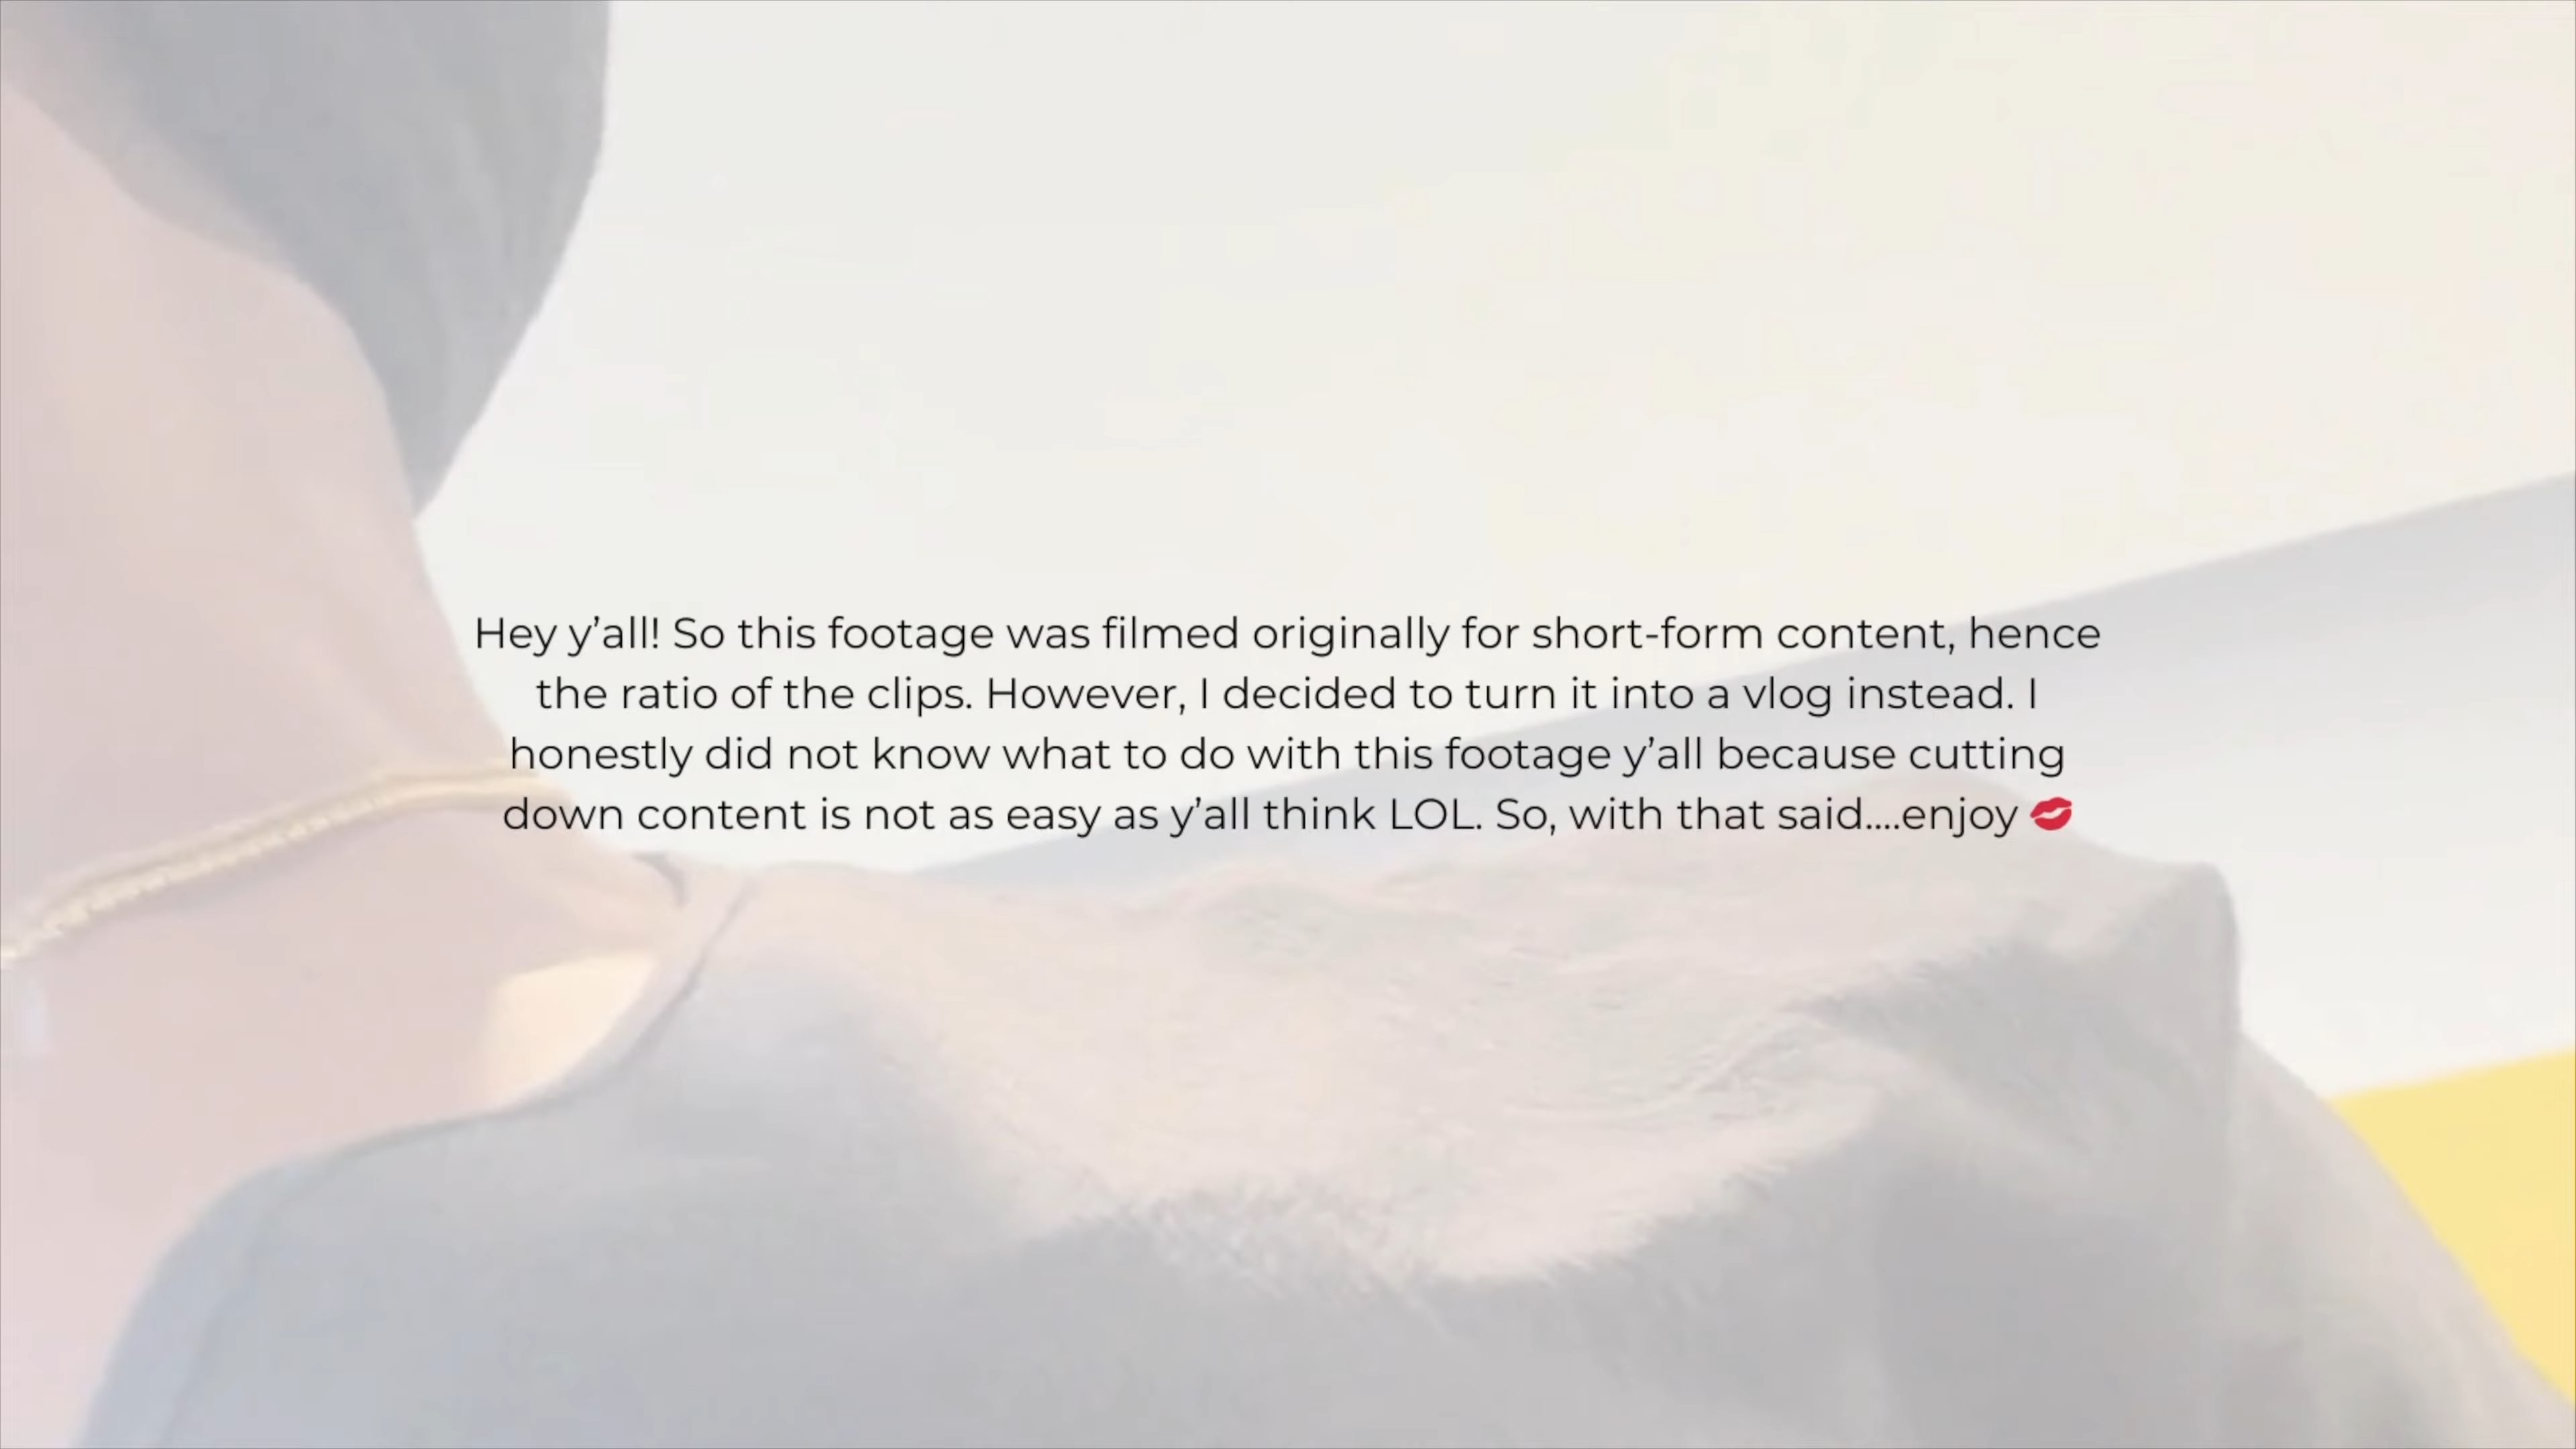 Hey y’all! So this footage was filmed originally for short-form content, hence
the ratio of the clips. However, I decided to turn it into a vlog instead. I
honestly did not know what to do with this footage y’all because cutting
down content is not as easy as y’all think LOL. So, with that said....enjoy 💋